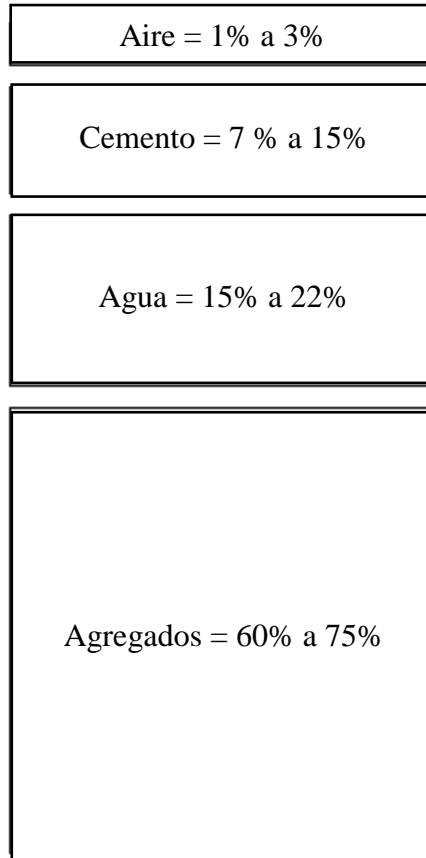 Aire = 1% a 3%
Cemento = 7 % a 15%
Agua = 15% a 22%
Agregados = 60% a 75%